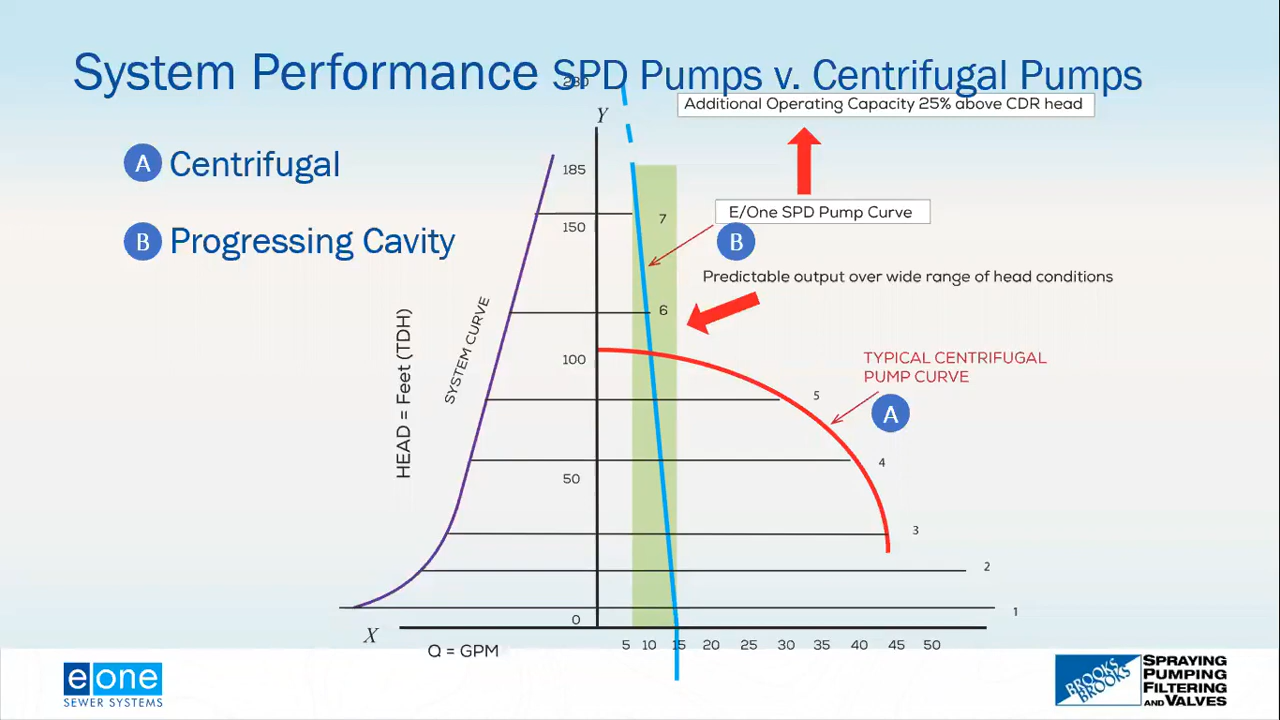 System Performance SPD Pumps v. Centrifugal Pumps
230
Y
Additional Operating Capacity 25% above CDR head
A Centrifugal
185
B Progressing Cavity
150
7
E/One SPD Pump Curve
B
Predictable output over wide range of head conditions
6
HEAD = Feet (TDH)
SYSTEM CURVE
100
TYPICAL CENTRIFUGAL
PUMP CURVE
A
5
4
50
3
2
1
0
X
Q = GPM
5 10 15 20 25 30 35 40 45 50
eone
SEWER SYSTEMS
BROOKS
BROOKS
SPRAYING
PUMPING
FILTERING
AND VALVES